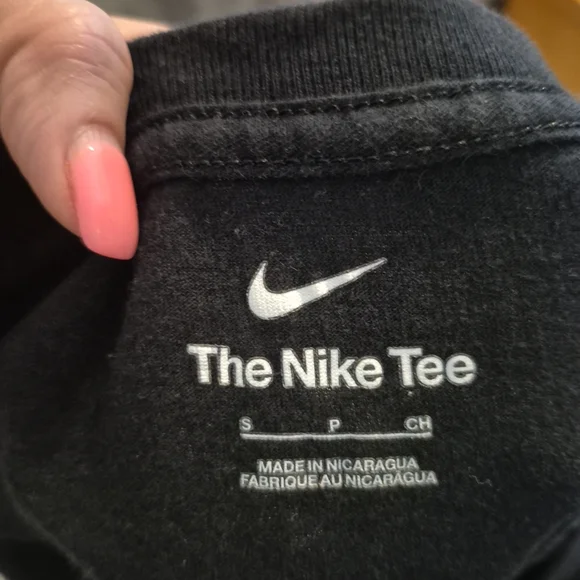 The Nike Tee
S P CH
MADE IN NICARAGUA
FABRIQUE AU NICARAGUA